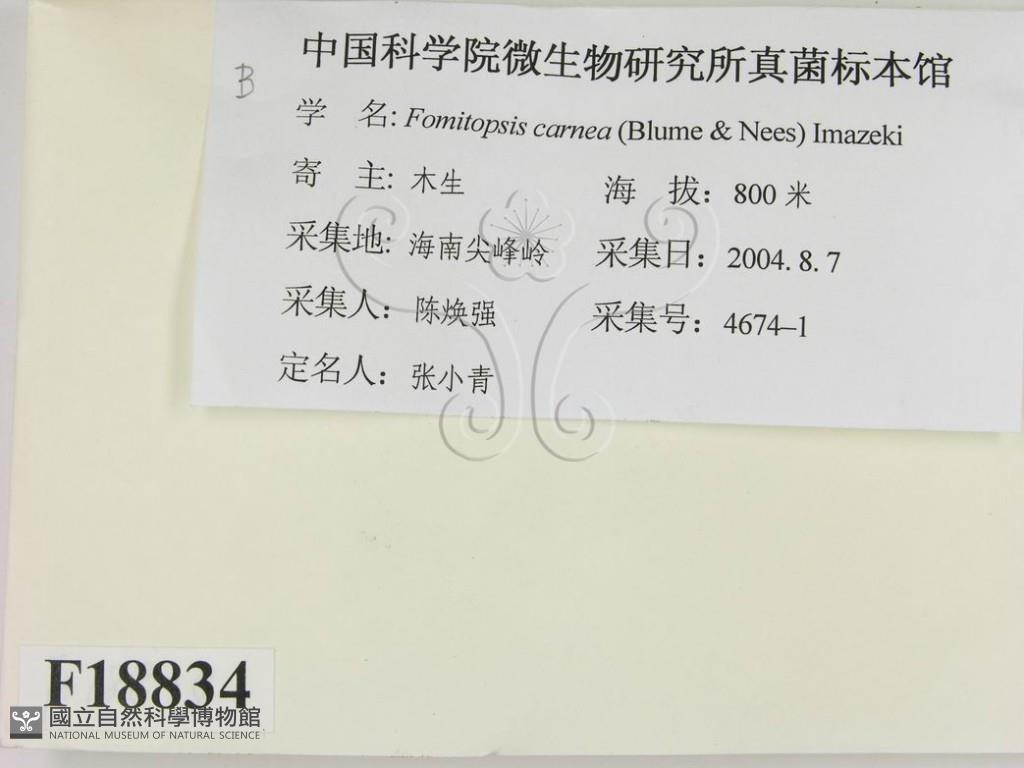 中国科学院微生物研究所真菌标本馆
B
学 名: Fomitopsis carnea (Blume & Nees) Imazeki
寄 主: 木生 海 拔：800 米
采集地: 海南尖峰岭 采集日：2004. 8. 7
采集人：陈焕强 采集号：4674–1
定名人：张小青
F18834
國立自然科學博物館
NATIONAL MUSEUM OF NATURAL SCIENCE